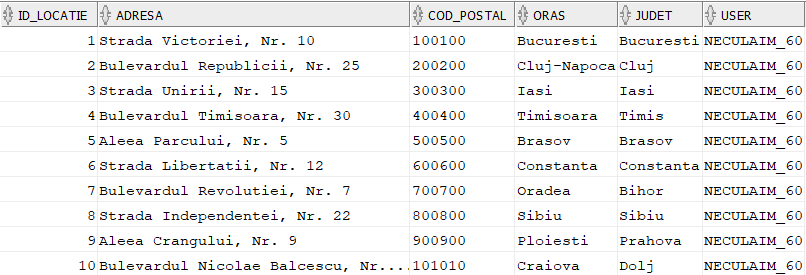 ID_LOCATIE ADRESA COD_POSTAL ORAS JUDET USER
1 Strada Victoriei, Nr. 10 100100 Bucuresti Bucuresti NECULAIM_60
2 Bulevardul Republicii, Nr. 25 200200 Cluj-Napoca Cluj NECULAIM_60
3 Strada Unirii, Nr. 15 300300 Iasi Iasi NECULAIM_60
4 Bulevardul Timisoara, Nr. 30 400400 Timisoara Timis NECULAIM_60
5 Aleea Parcului, Nr. 5 500500 Brasov Brasov NECULAIM_60
6 Strada Libertatii, Nr. 12 600600 Constanta Constanta NECULAIM_60
7 Bulevardul Revolutiei, Nr. 7 700700 Oradea Bihor NECULAIM_60
8 Strada Independentei, Nr. 22 800800 Sibiu Sibiu NECULAIM_60
9 Aleea Crangului, Nr. 9 900900 Ploiesti Prahova NECULAIM_60
10 Bulevardul Nicolae Balcescu, Nr.... 101010 Craiova Dolj NECULAIM_60